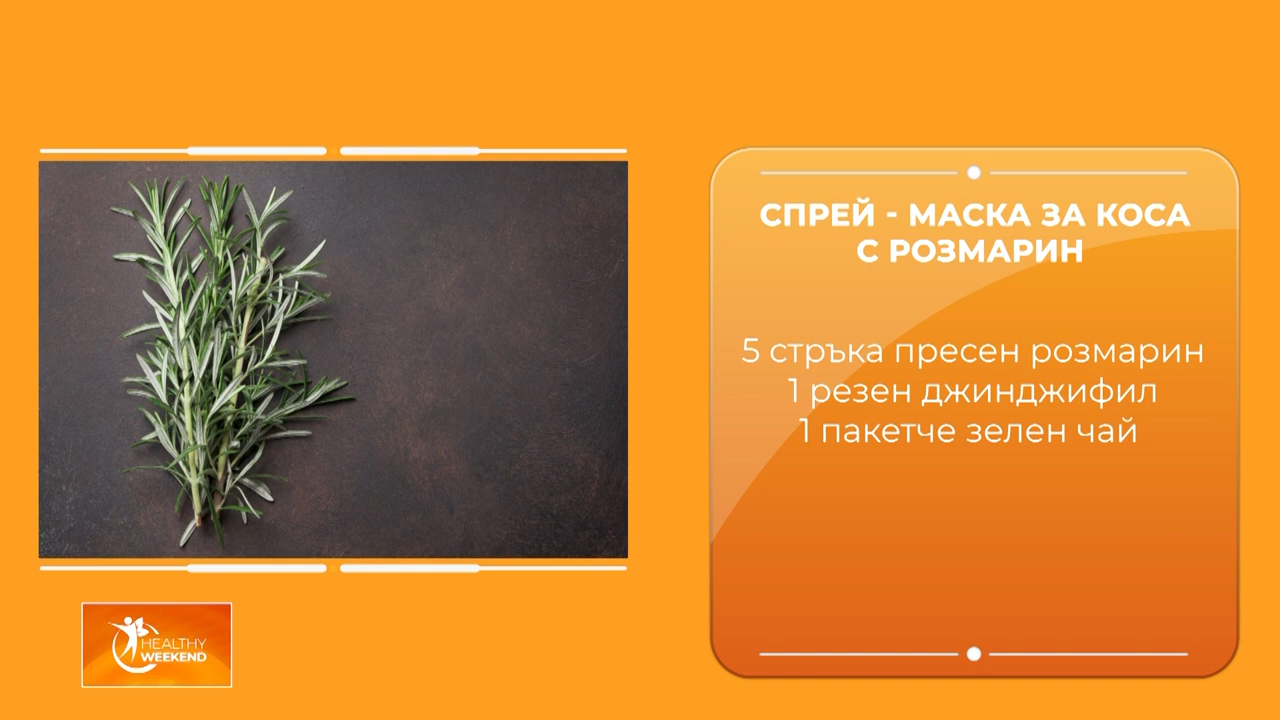 СПРЕЙ - МАСКА ЗА КОСА
С РОЗМАРИН
5 стръка пресен розмарин
1 резен джинджифил
1 пакетче зелен чай
HEALTHY
WEEKEND